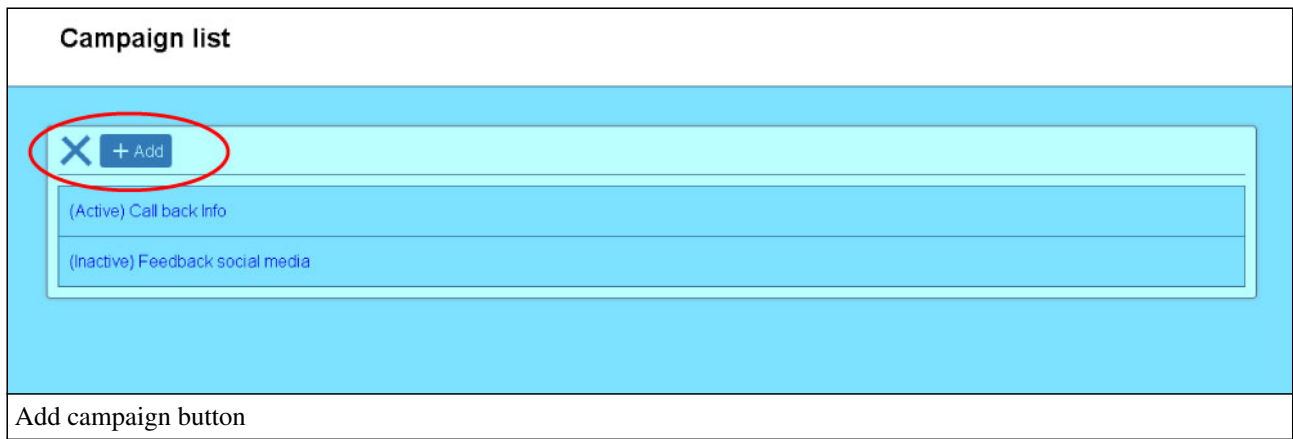 Campaign list
+ Add
(Active) Call back Info
(Inactive) Feedback social media
Add campaign button